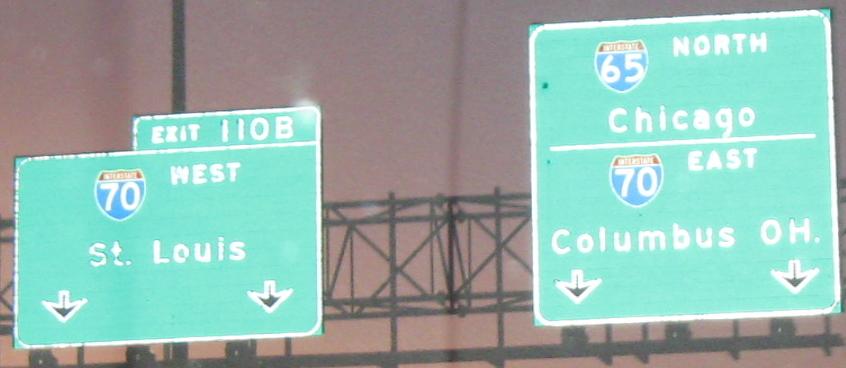 EXIT 110B
INTERSTATE 70 WEST
St. Louis
INTERSTATE 65 NORTH
Chicago
INTERSTATE 70 EAST
Columbus OH.